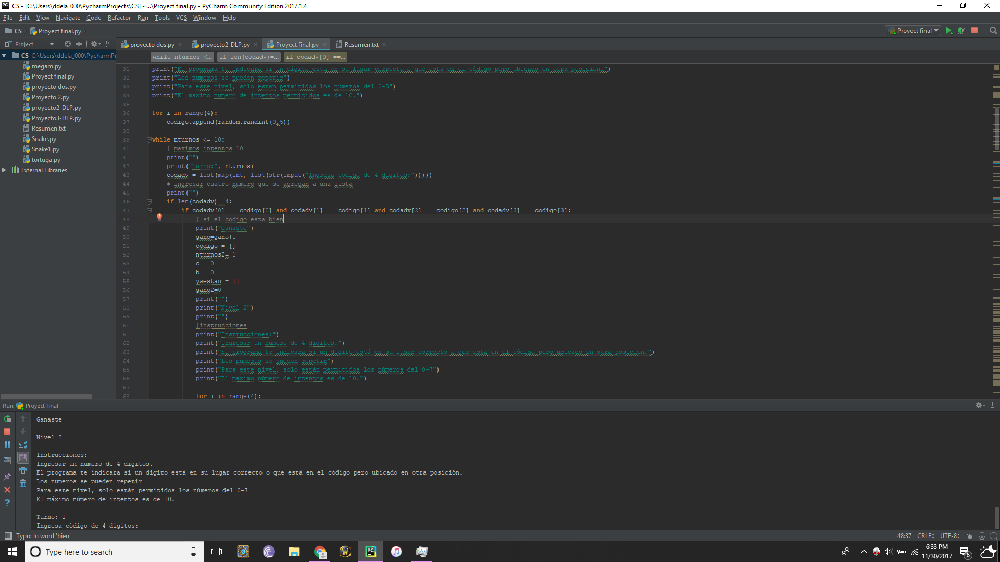 CS - [C:\Users\ddela_000\PycharmProjects\CS] - ...\Proyect final.py - PyCharm Community Edition 2017.1.4
File Edit View Navigate Code Refactor Run Tools VCS Window Help
CS Proyect final.py
Proyect final
Project
proyecto dos.py proyecto2-DLP.py Proyect final.py Resumen.txt
CS C:\Users\ddela_000\PycharmPr
megam.py
Proyect final.py
proyecto dos.py
Proyecto 2.py
proyecto2-DLP.py
Proyecto3-DLP.py
Resumen.txt
Snake.py
Snake1.py
tortuga.py
External Libraries
while nturnos <... if len(codadv)=... if codadv[0] ==...
31 print("El programa te indicará si un digito esta en su lugar correcto o que esta en el código pero ubicado en otra posición.")
32 print("Los numeros se pueden repetir")
33 print("Para este nivel, solo estan permitidos los números del 0-5")
34 print("El maximo numero de intentos permitidos es de 10.")
35
36 for i in range(4):
37 codigo.append(random.randint(0,5))
38
39 while nturnos <= 10:
40 # maximos intentos 10
41 print("")
42 print("Turno:", nturnos)
43 codadv = list(map(int, list(str(input("Ingresa codigo de 4 digitos:")))))
44 # ingresar cuatro numero que se agregan a una lista
45 print("")
46 if len(codadv)==4:
47 if codadv[0] == codigo[0] and codadv[1] == codigo[1] and codadv[2] == codigo[2] and codadv[3] == codigo[3]:
48 # si el codigo esta bien
49 print("Ganaste")
50 gano=gano+1
51 codigo = []
52 nturnos2= 1
53 c = 0
54 b = 0
55 yaestan = []
56 gano2=0
57 print("")
58 print("Nivel 2")
59 print("")
60 #instrucciones
61 print("Instrucciones:")
62 print("Ingresar un numero de 4 digitos.")
63 print("El programa te indicara si un digito está en su lugar correcto o que está en el código pero ubicado en otra posición.")
64 print("Los numeros se pueden repetir")
65 print("Para este nivel, solo están permitidos los números del 0-7")
66 print("El máximo número de intentos es de 10.")
67
68 for i in range(4):
Run Proyect final
Ganaste
Nivel 2
Instrucciones:
Ingresar un numero de 4 digitos.
El programa te indicara si un digito está en su lugar correcto o que está en el código pero ubicado en otra posición.
Los numeros se pueden repetir
Para este nivel, solo están permitidos los números del 0-7
El máximo número de intentos es de 10.
Turno: 1
Ingresa código de 4 digitos:
Typo: In word 'bien'
48:37 CRLF UTF-8
Type here to search
6:33 PM
11/30/2017
6